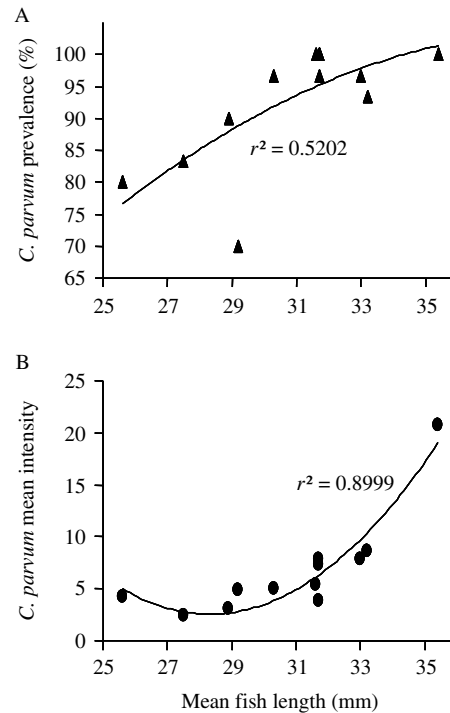 A
C. parvum prevalence (%)
100
95
90
85
80
75
70
65
r² = 0.5202
25 27 29 31 33 35
B
C. parvum mean intensity
25
20
15
10
5
0
r² = 0.8999
25 27 29 31 33 35
Mean fish length (mm)